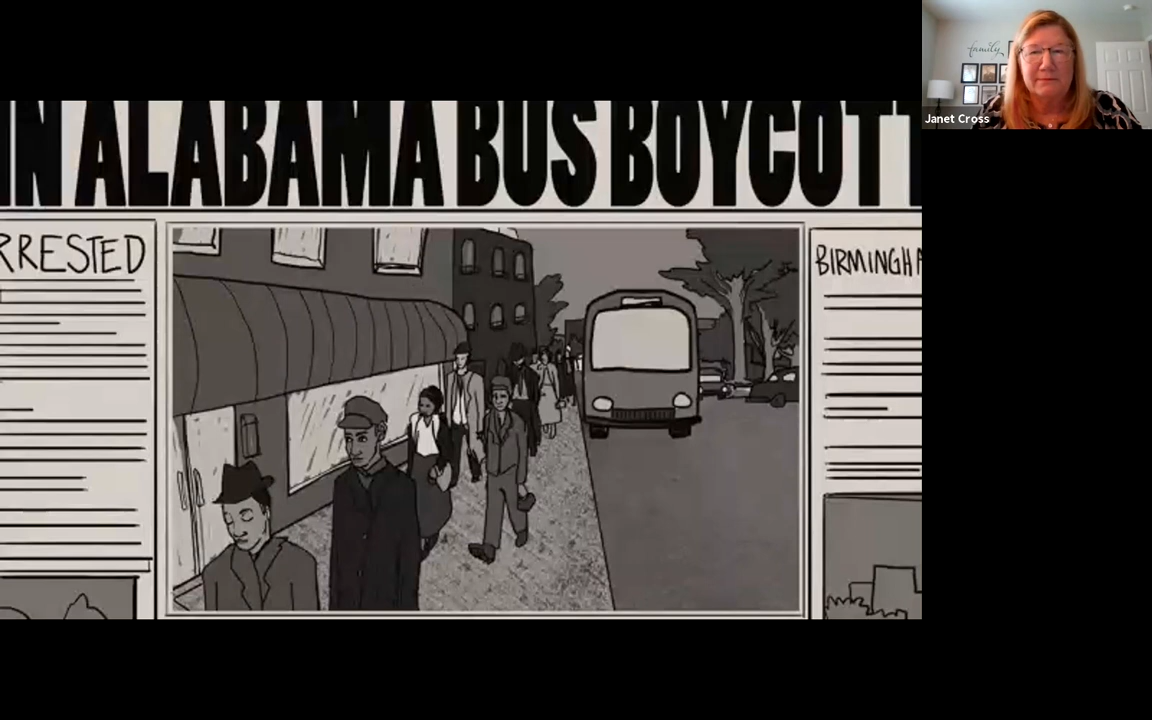 family
Janet Cross
IN ALABAMA BUS BOYCOTT
RRESTED
BIRMINGHA